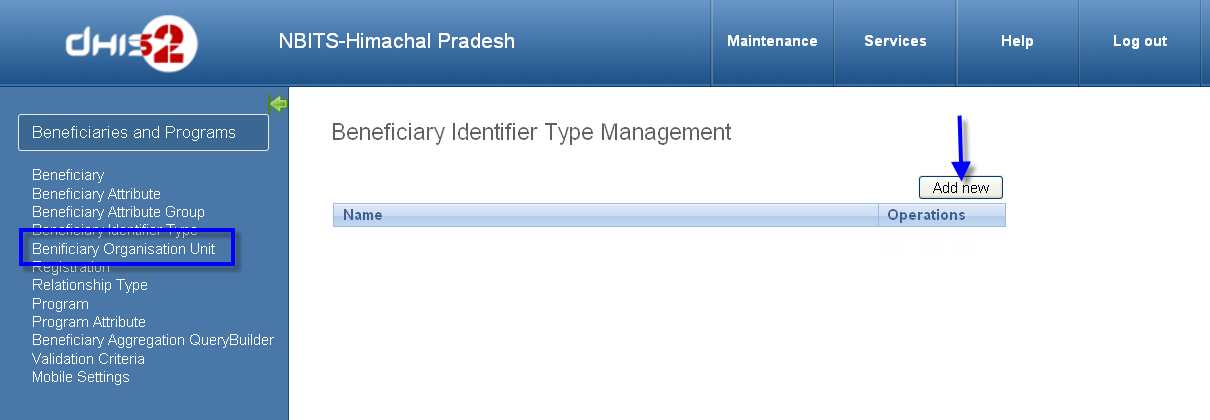 dHIS2
NBITS-Himachal Pradesh
Maintenance
Services
Help
Log out
Beneficiaries and Programs
Beneficiary
Beneficiary Attribute
Beneficiary Attribute Group
Beneficiary Identifier Type
Benificiary Organisation Unit
Registration
Relationship Type
Program
Program Attribute
Beneficiary Aggregation QueryBuilder
Validation Criteria
Mobile Settings
Beneficiary Identifier Type Management
Add new
Name
Operations